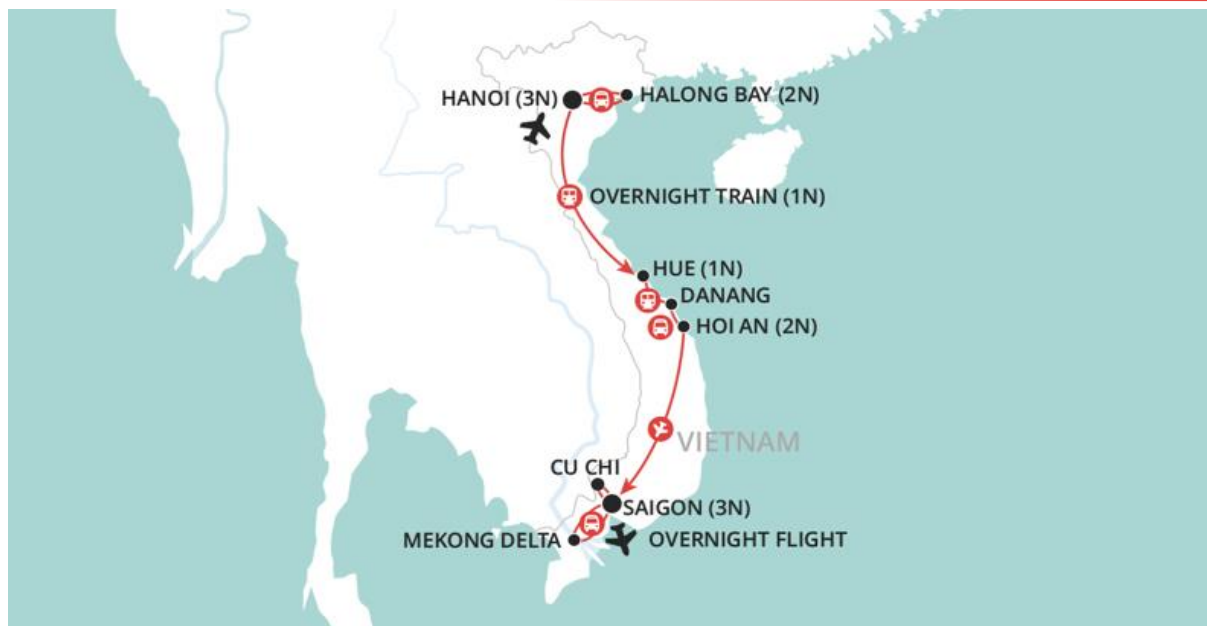 HANOI (3N)
HALONG BAY (2N)
OVERNIGHT TRAIN (1N)
HUE (1N)
DANANG
HOI AN (2N)
VIETNAM
CU CHI
SAIGON (3N)
MEKONG DELTA
OVERNIGHT FLIGHT